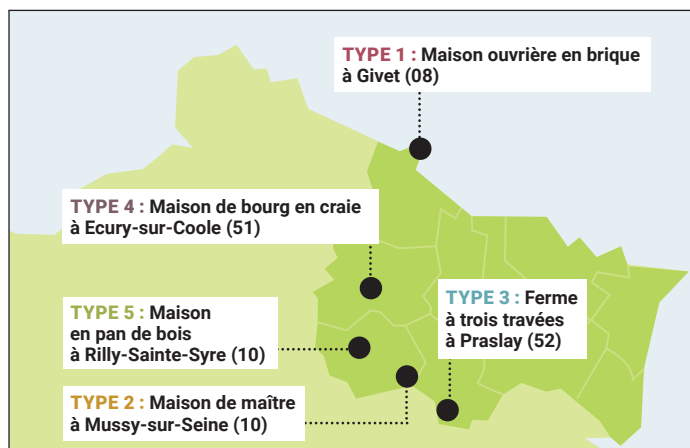 TYPE 1 : Maison ouvrière en brique
à Givet (08)
TYPE 4 : Maison de bourg en craie
à Ecury-sur-Coole (51)
TYPE 5 : Maison
en pan de bois
à Rilly-Sainte-Syre (10)
TYPE 3 : Ferme
à trois travées
à Praslay (52)
TYPE 2 : Maison de maître
à Mussy-sur-Seine (10)